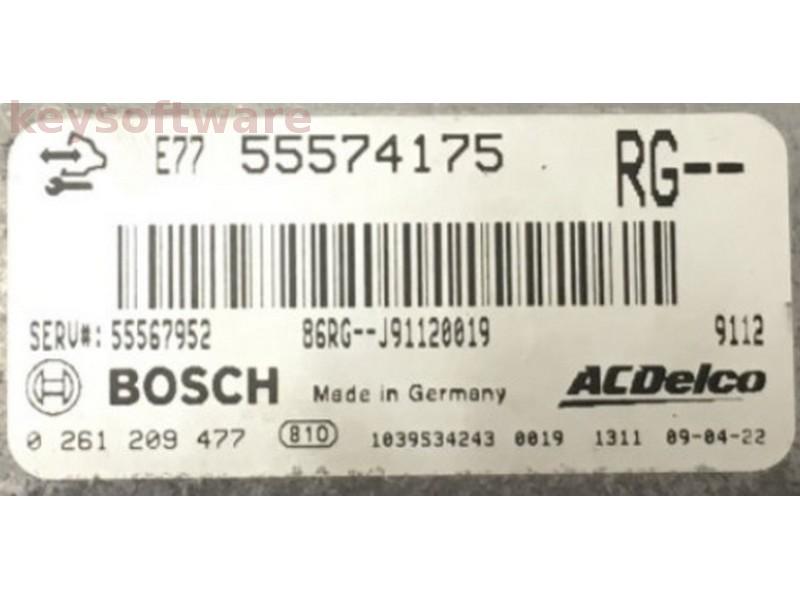 keysoftware
E77 55574175 RG--
SERV#: 55567952 86RG--J91120019 9112
BOSCH Made in Germany ACDelco
0 261 209 477 810 1039S34243 0019 1311 09-04-22